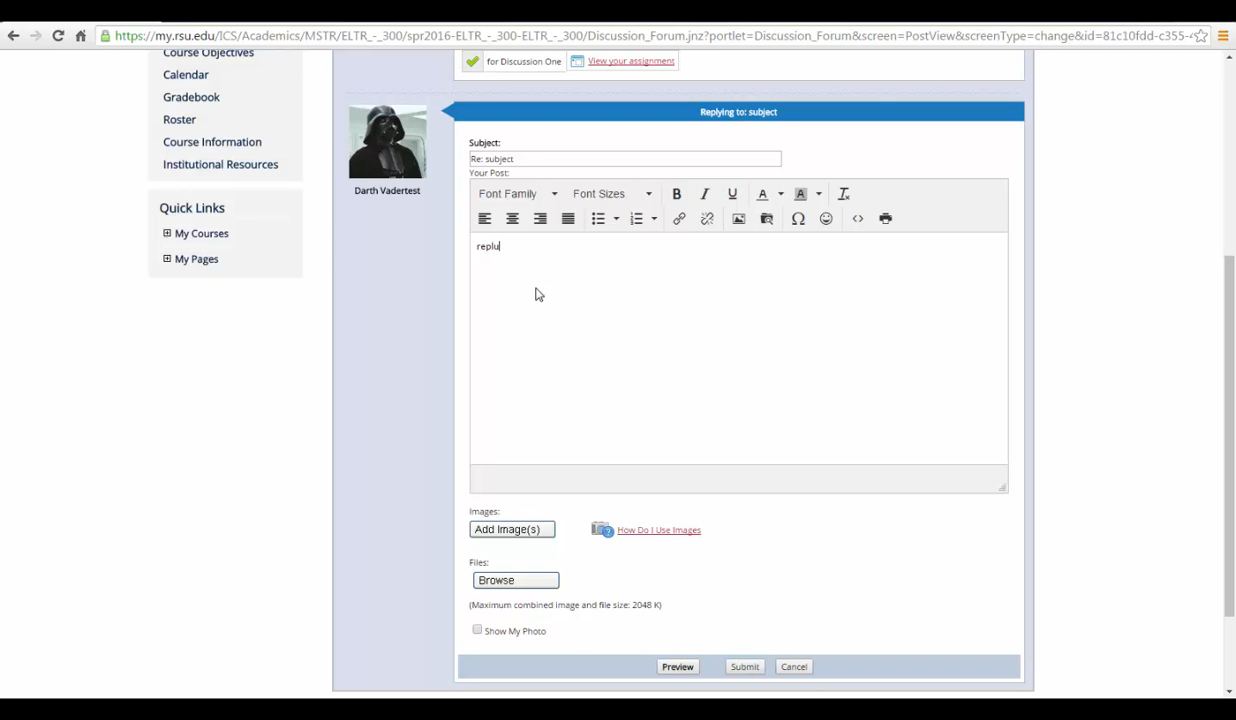 https://my.rsu.edu/ICS/Academics/MSTR/ELTR_-_300/spr2016-ELTR_-_300-ELTR_-_300/Discussion_Forum.jnz?portlet=Discussion_Forum&screen=PostView&screenType=change&id=81c10fdd-c355-4
Course Objectives
Calendar
Gradebook
Roster
Course Information
Institutional Resources
Quick Links
My Courses
My Pages
for Discussion One View your assignment
Darth Vadertest
Replying to: subject
Subject:
Re: subject
Your Post:
Font Family Font Sizes B I U A A Tx
Ω <>
replu
Images:
Add Image(s) How Do I Use Images
Files:
Browse
(Maximum combined image and file size: 2048 K)
Show My Photo
Preview Submit Cancel